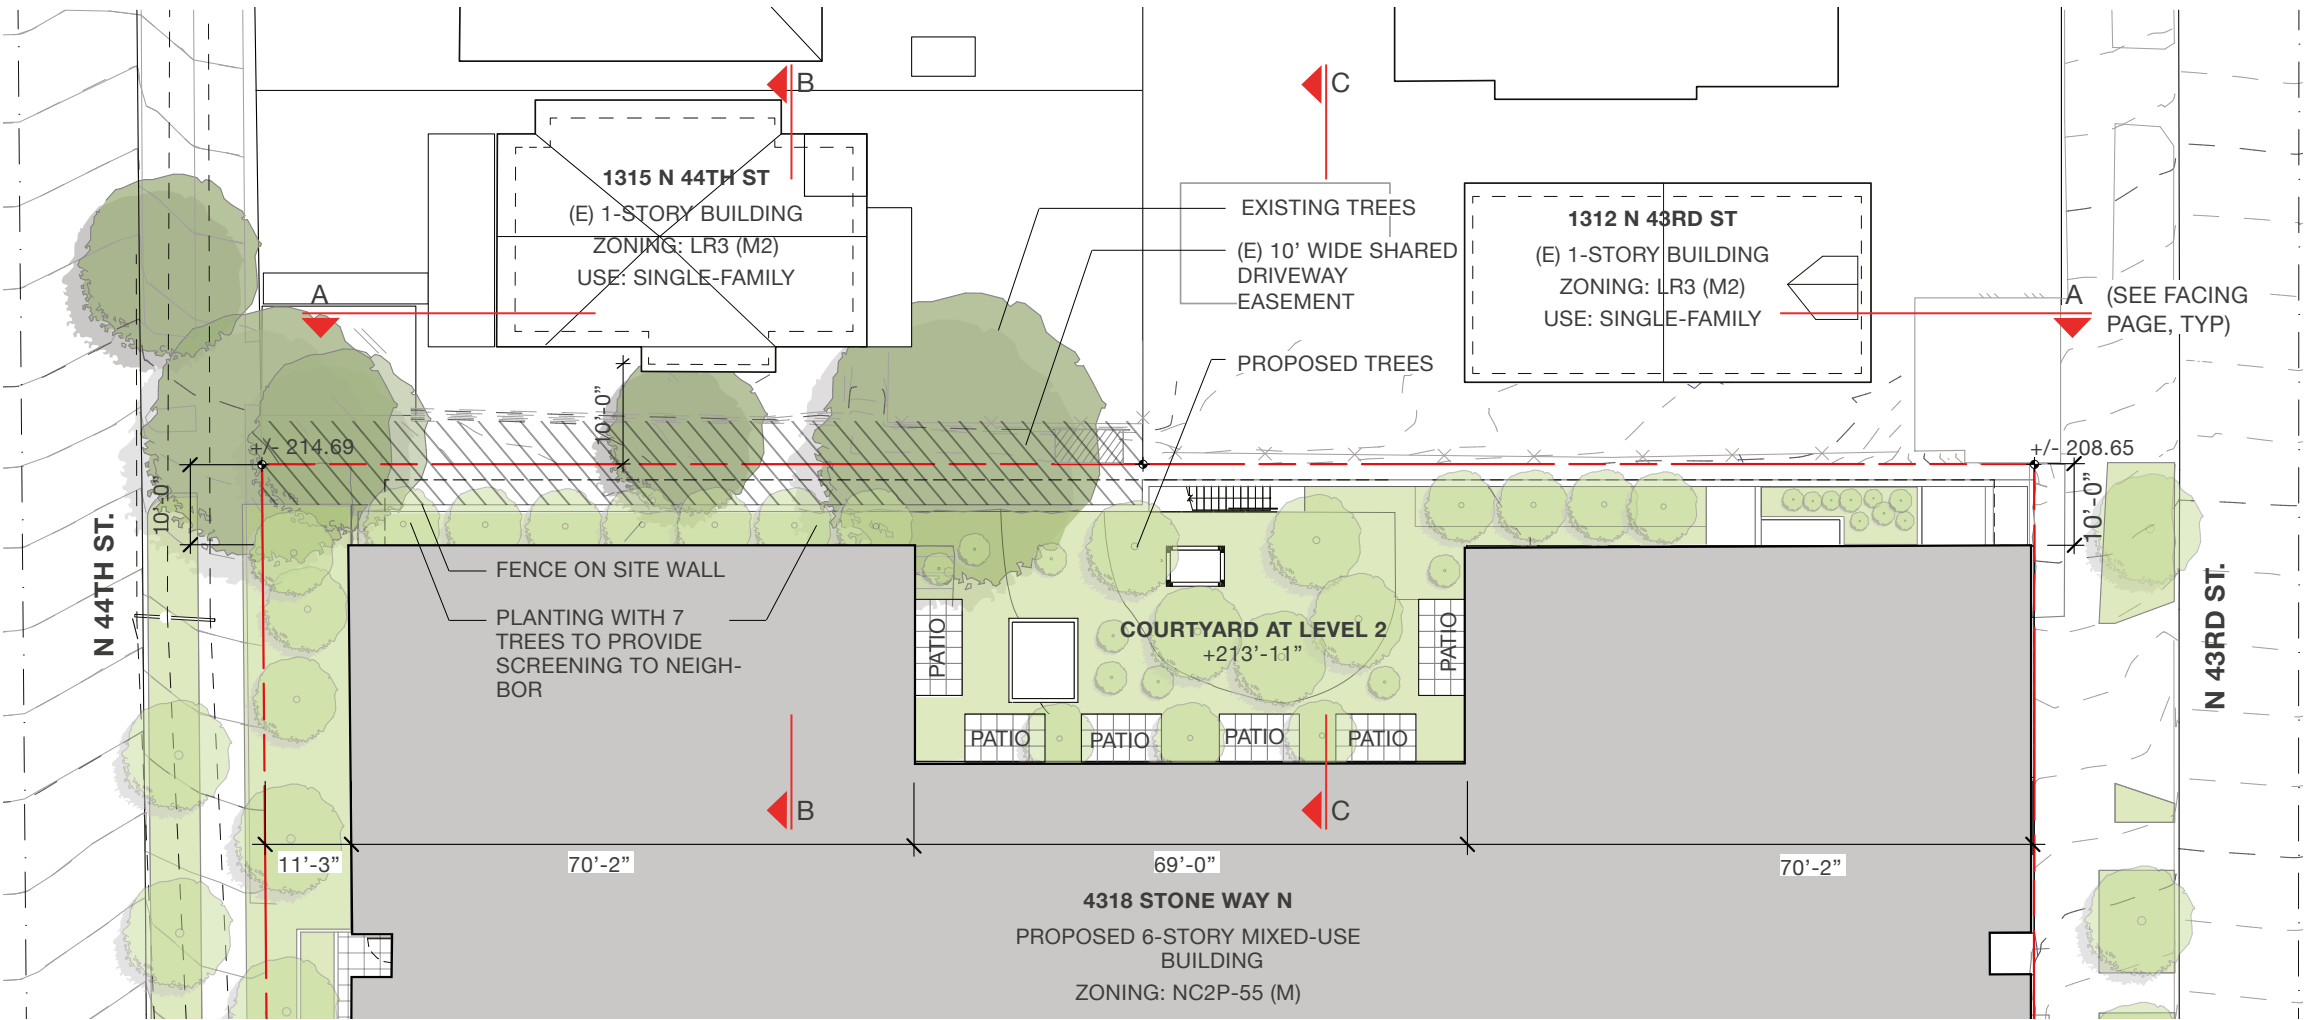 B
C
1315 N 44TH ST
(E) 1-STORY BUILDING
ZONING: LR3 (M2)
USE: SINGLE-FAMILY
EXISTING TREES
(E) 10’ WIDE SHARED
DRIVEWAY
EASEMENT
PROPOSED TREES
1312 N 43RD ST
(E) 1-STORY BUILDING
ZONING: LR3 (M2)
USE: SINGLE-FAMILY
A
A
(SEE FACING
PAGE, TYP)
10’-0”
+/- 214.69
+/- 208.65
10’-0”
10’-0”
N 44TH ST.
N 43RD ST.
FENCE ON SITE WALL
PLANTING WITH 7
TREES TO PROVIDE
SCREENING TO NEIGH-
BOR
PATIO
COURTYARD AT LEVEL 2
+213’-11”
PATIO
PATIO
PATIO
PATIO
PATIO
B
C
11’-3”
70’-2”
69’-0”
70’-2”
4318 STONE WAY N
PROPOSED 6-STORY MIXED-USE
BUILDING
ZONING: NC2P-55 (M)